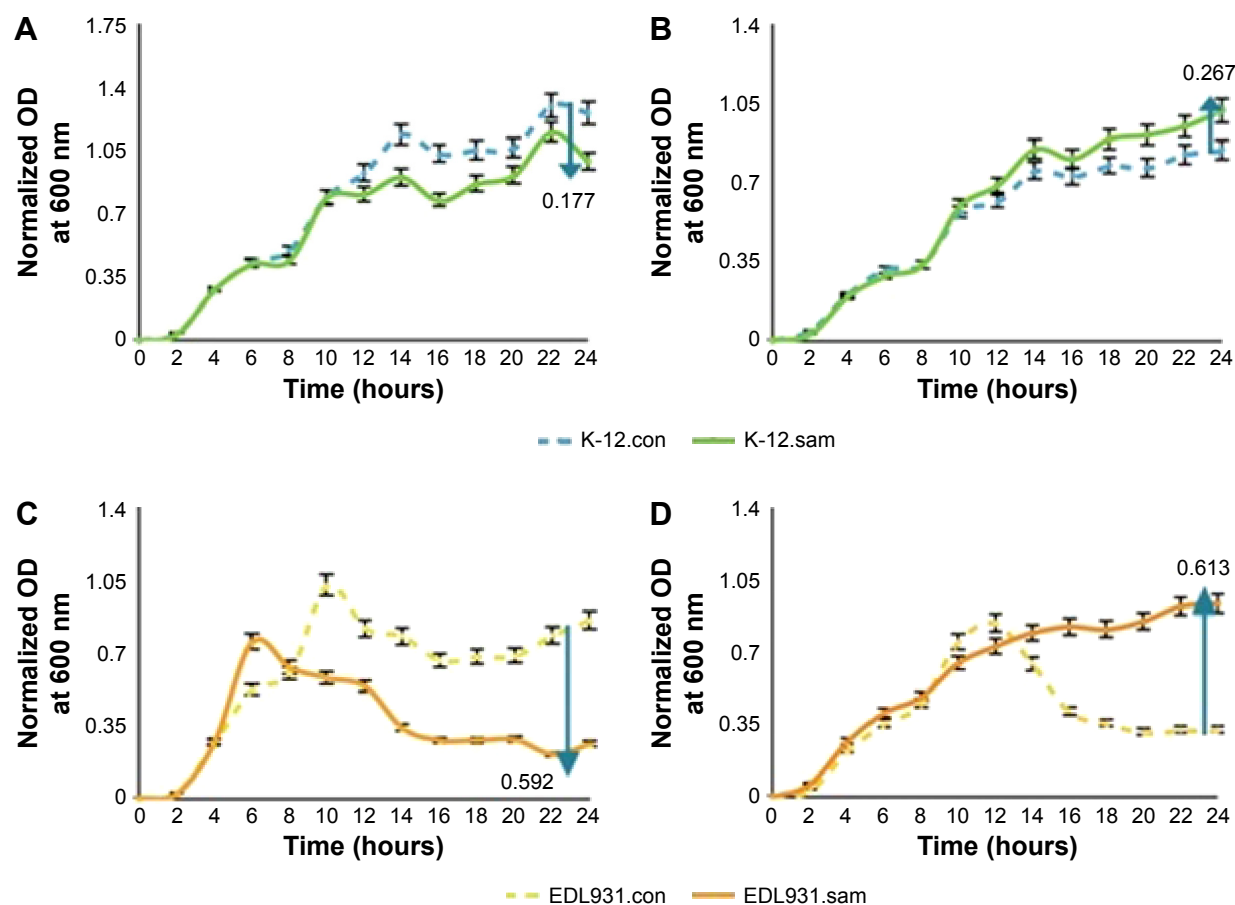 A
Normalized OD
at 600 nm
1.75
1.4
1.05
0.7
0.35
0
0.177
0 2 4 6 8 10 12 14 16 18 20 22 24
Time (hours)
B
Normalized OD
at 600 nm
1.4
1.05
0.7
0.35
0
0.267
0 2 4 6 8 10 12 14 16 18 20 22 24
Time (hours)
K-12.con K-12.sam
C
Normalized OD
at 600 nm
1.4
1.05
0.7
0.35
0
0.592
0 2 4 6 8 10 12 14 16 18 20 22 24
Time (hours)
D
Normalized OD
at 600 nm
1.4
1.05
0.7
0.35
0
0.613
0 2 4 6 8 10 12 14 16 18 20 22 24
Time (hours)
EDL931.con EDL931.sam